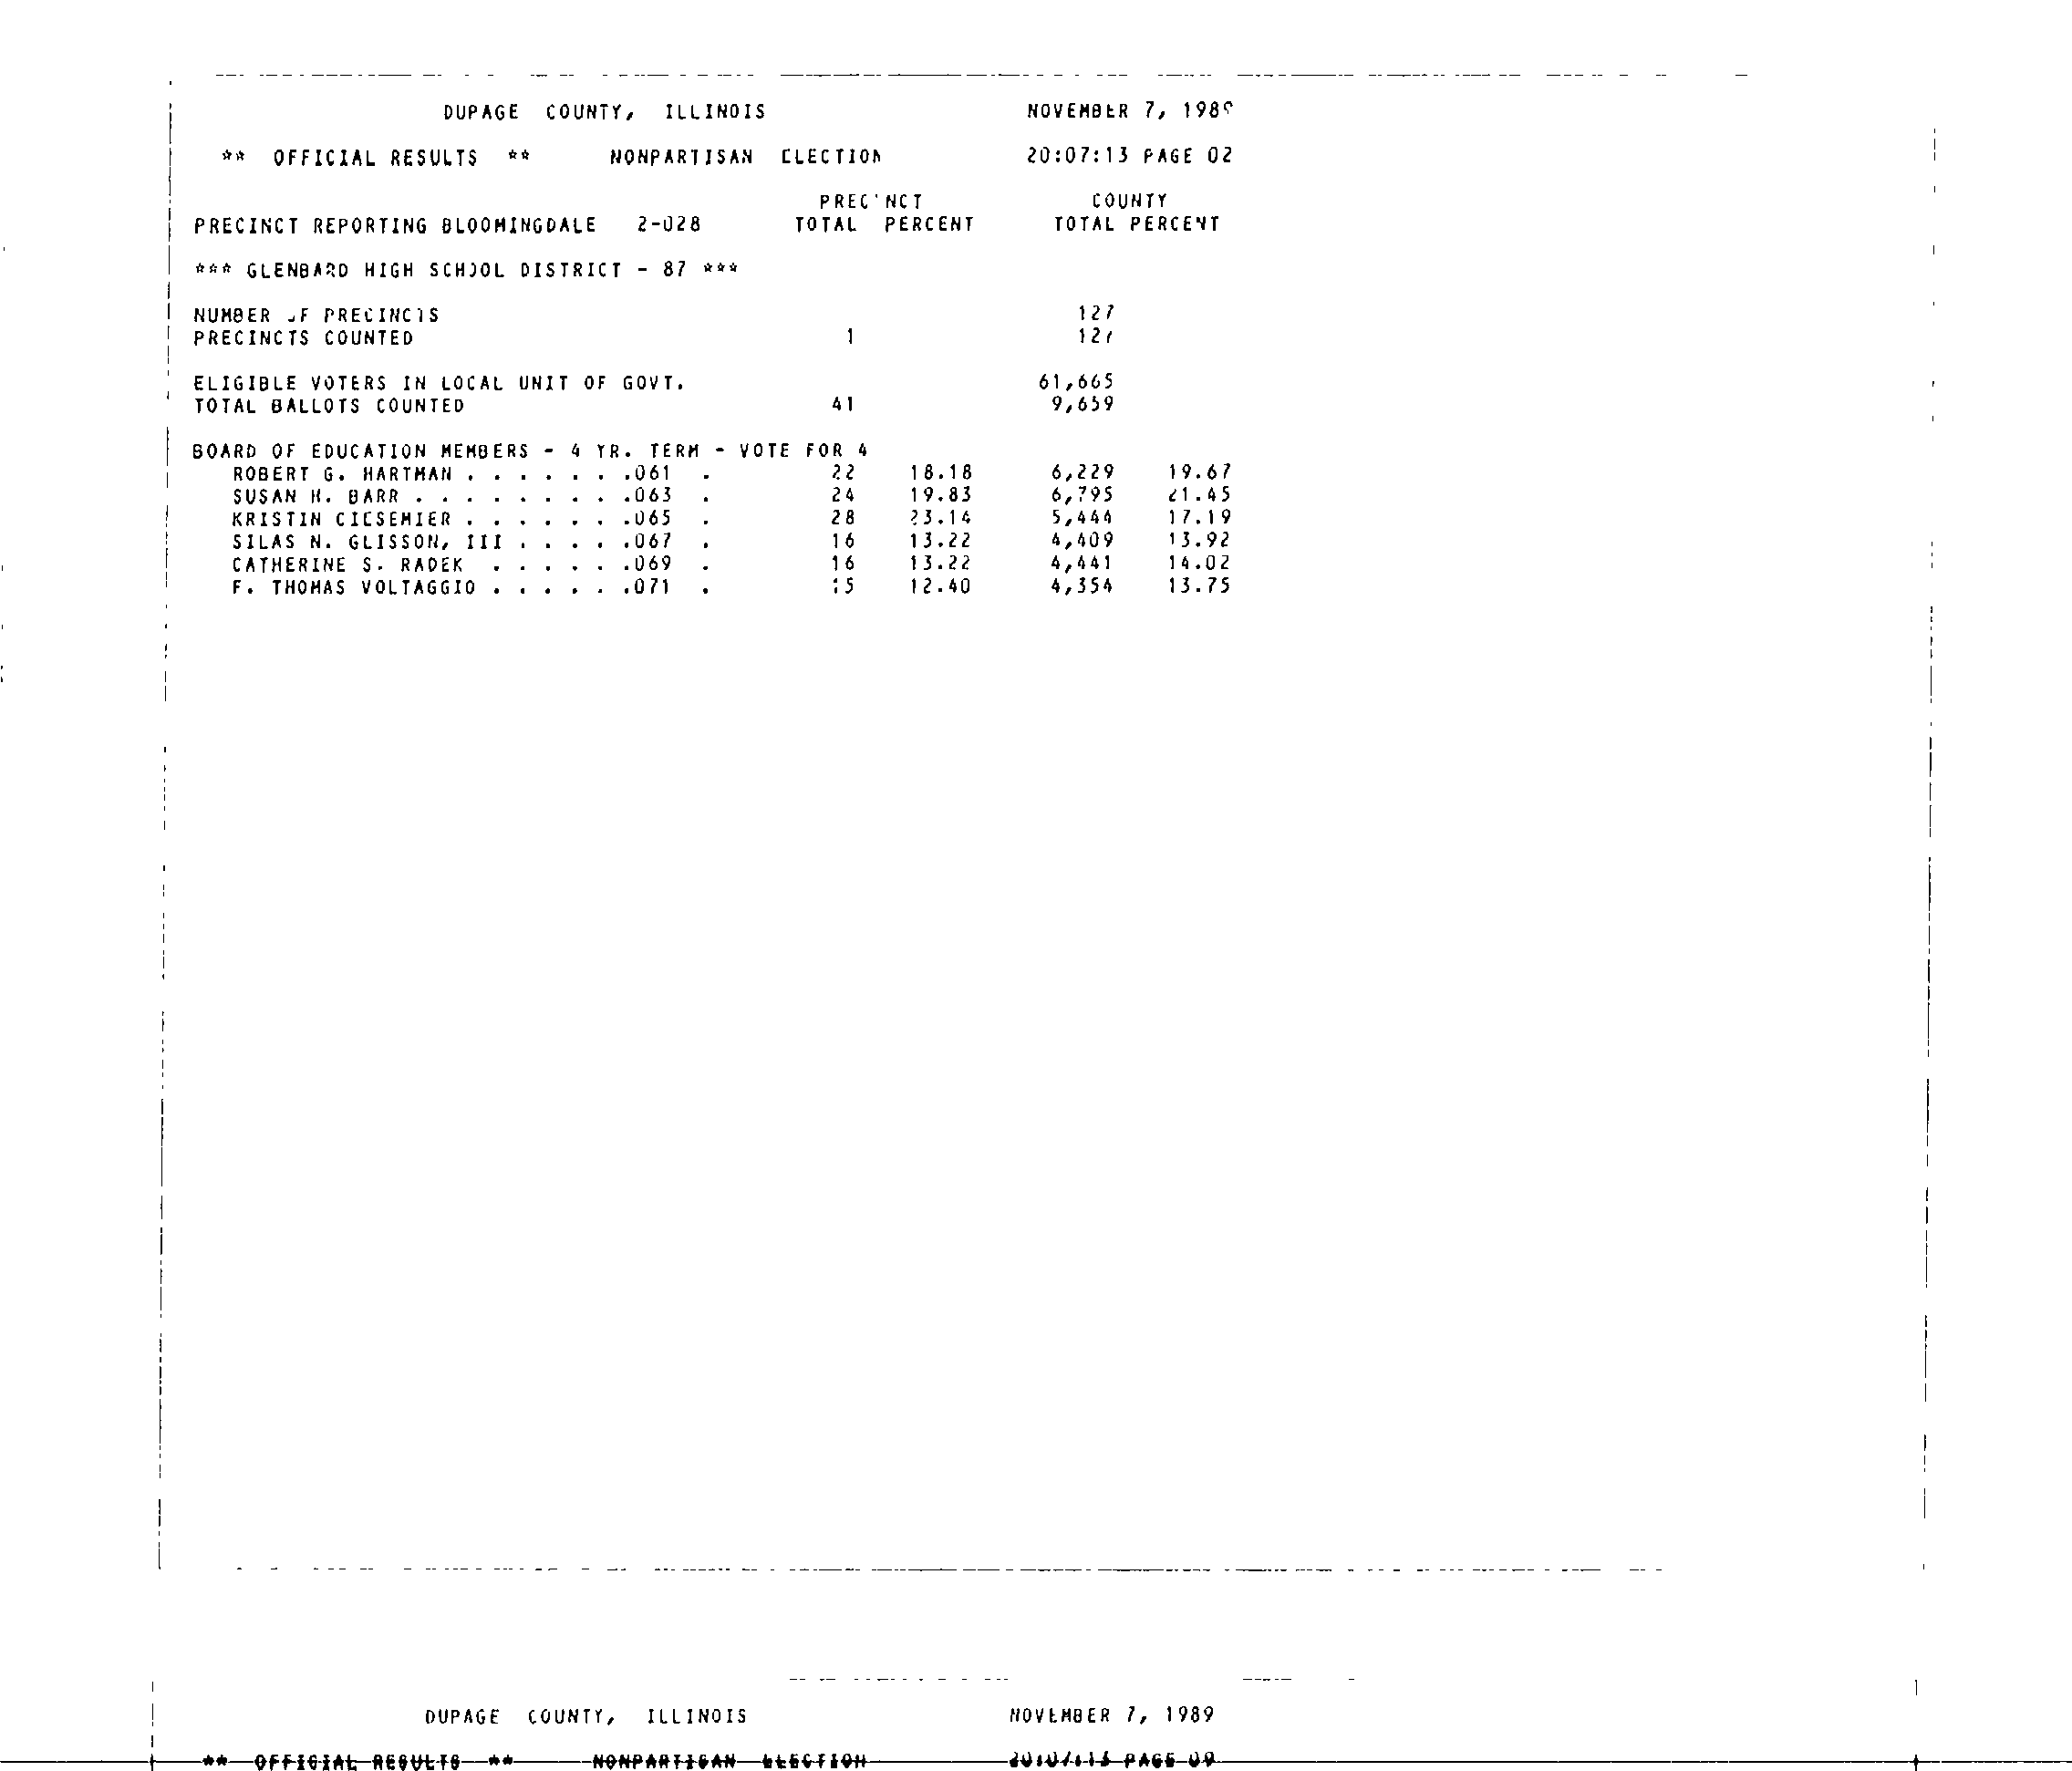 DUPAGE COUNTY, ILLINOIS NOVEMBER 7, 1989
** OFFICIAL RESULTS ** NONPARTISAN ELECTION 20:07:13 PAGE 02
PRECINCT COUNTY
PRECINCT REPORTING BLOOMINGDALE 2-028 TOTAL PERCENT TOTAL PERCENT
*** GLENBARD HIGH SCHOOL DISTRICT - 87 ***
NUMBER OF PRECINCTS 127
PRECINCTS COUNTED 1 127
ELIGIBLE VOTERS IN LOCAL UNIT OF GOVT. 61,665
TOTAL BALLOTS COUNTED 41 9,659
BOARD OF EDUCATION MEMBERS - 4 YR. TERM - VOTE FOR 4
ROBERT G. HARTMAN . . . . . . .061 . 22 18.18 6,229 19.67
SUSAN H. BARR . . . . . . . . .063 . 24 19.83 6,795 21.45
KRISTIN CICSEMIER . . . . . . .065 . 28 23.14 5,444 17.19
SILAS N. GLISSON, III . . . . .067 . 16 13.22 4,409 13.92
CATHERINE S. RADEK . . . . . .069 . 16 13.22 4,441 14.02
F. THOMAS VOLTAGGIO . . . . . .071 . 15 12.40 4,354 13.75
DUPAGE COUNTY, ILLINOIS NOVEMBER 7, 1989
** OFFICIAL RESULTS ** NONPARTISAN ELECTION PAGE